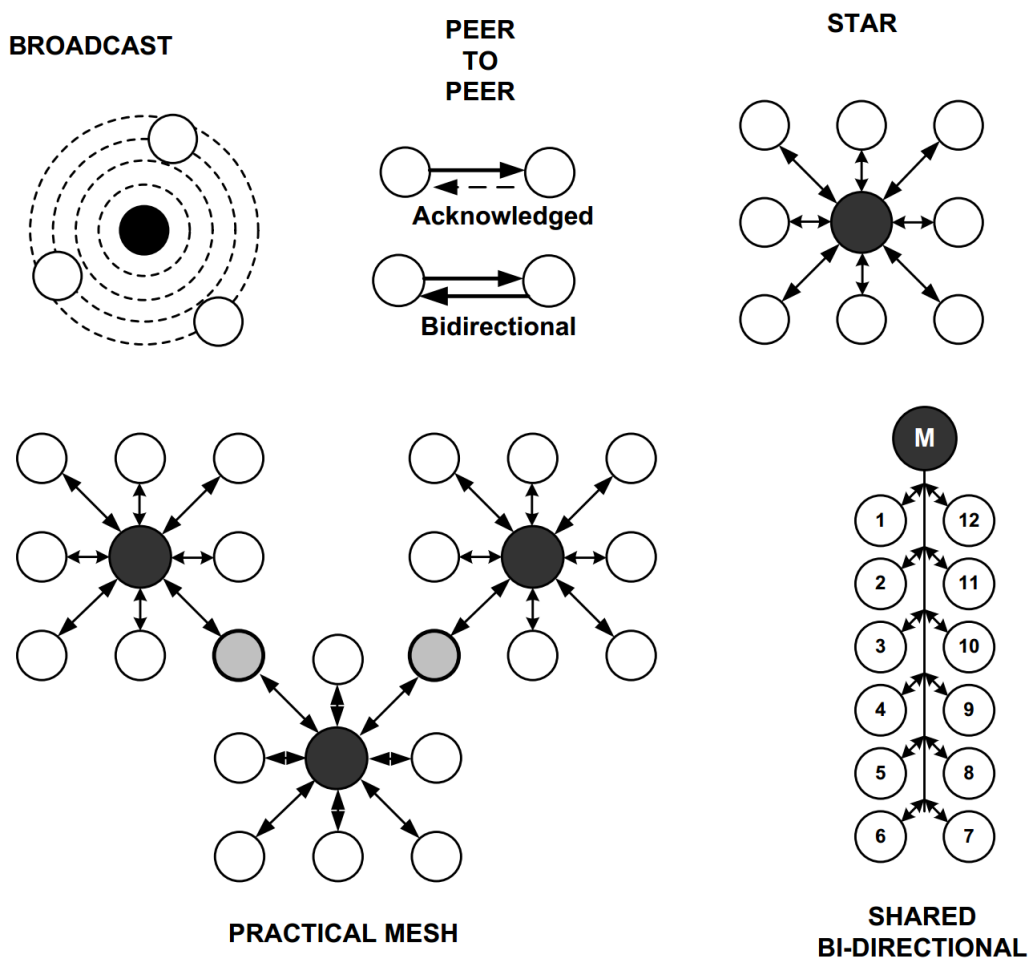 BROADCAST
PEER
TO
PEER
STAR
Acknowledged
Bidirectional
M
1
12
2
11
3
10
4
9
5
8
6
7
PRACTICAL MESH
SHARED
BI-DIRECTIONAL